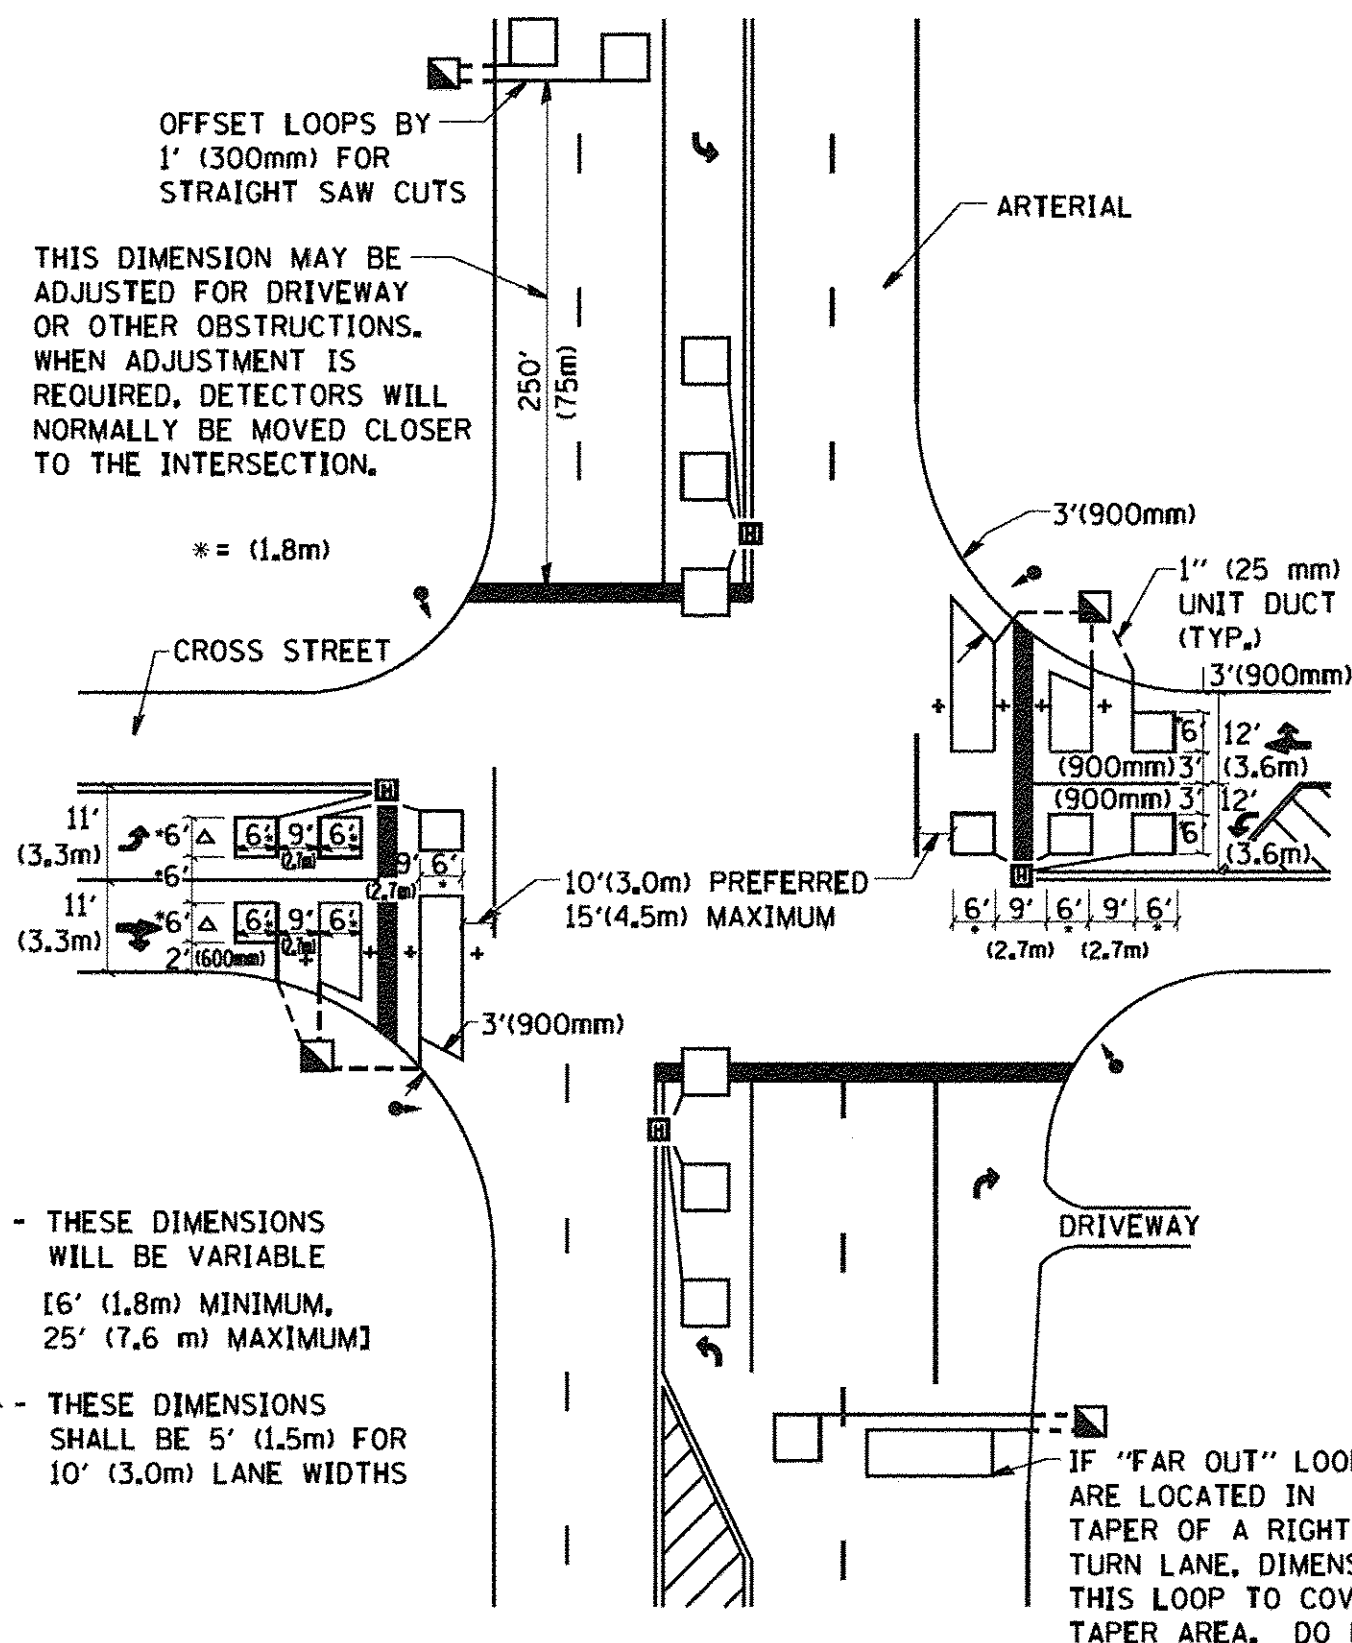 OFFSET LOOPS BY
1' (300mm) FOR
STRAIGHT SAW CUTS
ARTERIAL
THIS DIMENSION MAY BE
ADJUSTED FOR DRIVEWAY
OR OTHER OBSTRUCTIONS.
WHEN ADJUSTMENT IS
REQUIRED, DETECTORS WILL
NORMALLY BE MOVED CLOSER
TO THE INTERSECTION.
250'
(75m)
* = (1.8m)
3'(900mm)
H
1" (25 mm)
UNIT DUCT
(TYP.)
CROSS STREET
3'(900mm)
+ + + +
*6' 12'
(900mm) 3' (3.6m)
(900mm) 3' 12'
*6'
(3.6m)
H
6' 9' 6' 9' 6'
* * *
(2.7m) (2.7m)
H
11'
(3.3m)
*6' △ 6'* 9' 6'*
(2.7m)
*6'
9' 6'
(2.7m) *
11'
(3.3m)
*6' △ 6'* 9' 6'*
(2.7m)
2' (600mm)
+ + + +
10'(3.0m) PREFERRED
15'(4.5m) MAXIMUM
3'(900mm)
H
DRIVEWAY
- THESE DIMENSIONS
WILL BE VARIABLE
[6' (1.8m) MINIMUM,
25' (7.6 m) MAXIMUM]
- THESE DIMENSIONS
SHALL BE 5' (1.5m) FOR
10' (3.0m) LANE WIDTHS
IF "FAR OUT" LOOP
ARE LOCATED IN
TAPER OF A RIGHT
TURN LANE, DIMENS
THIS LOOP TO COV
TAPER AREA. DO